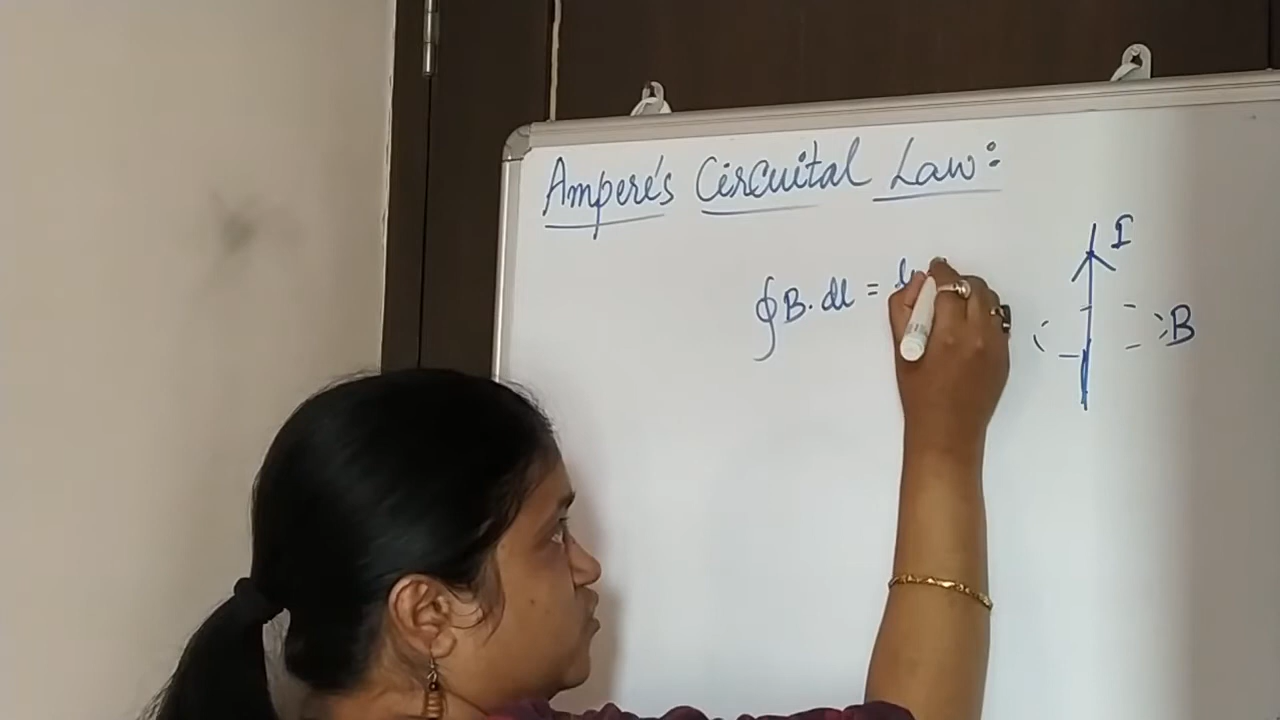 Ampere's Circuital Law:
I
∮B.dl =
B